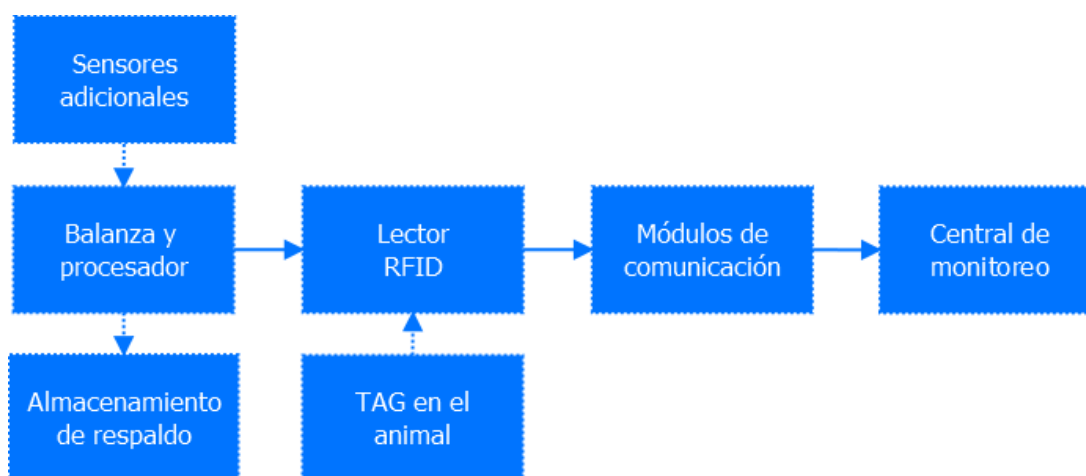 Sensores
adicionales
Balanza y
procesador
Lector
RFID
Módulos de
comunicación
Central de
monitoreo
Almacenamiento
de respaldo
TAG en el
animal